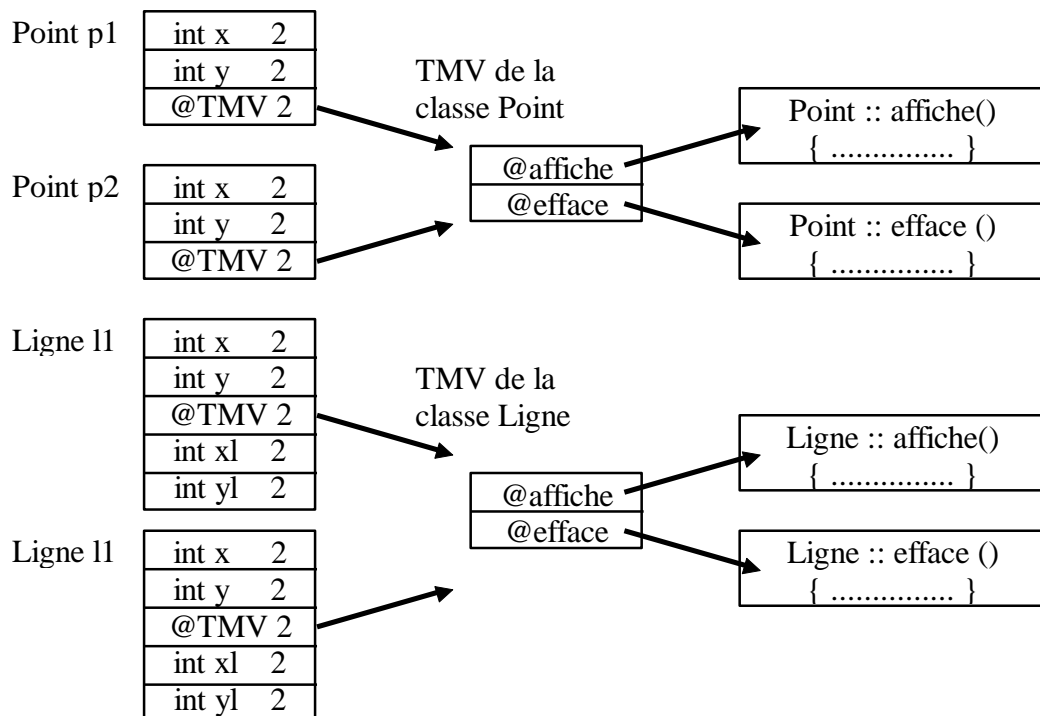 Point p1
int x 2
int y 2
@TMV 2
TMV de la
classe Point
@affiche
@efface
Point :: affiche()
{ ............... }
Point p2
int x 2
int y 2
@TMV 2
Point :: efface ()
{ ............... }
Ligne l1
int x 2
int y 2
@TMV 2
int xl 2
int yl 2
TMV de la
classe Ligne
@affiche
@efface
Ligne :: affiche()
{ ............... }
Ligne l1
int x 2
int y 2
@TMV 2
int xl 2
int yl 2
Ligne :: efface ()
{ ............... }